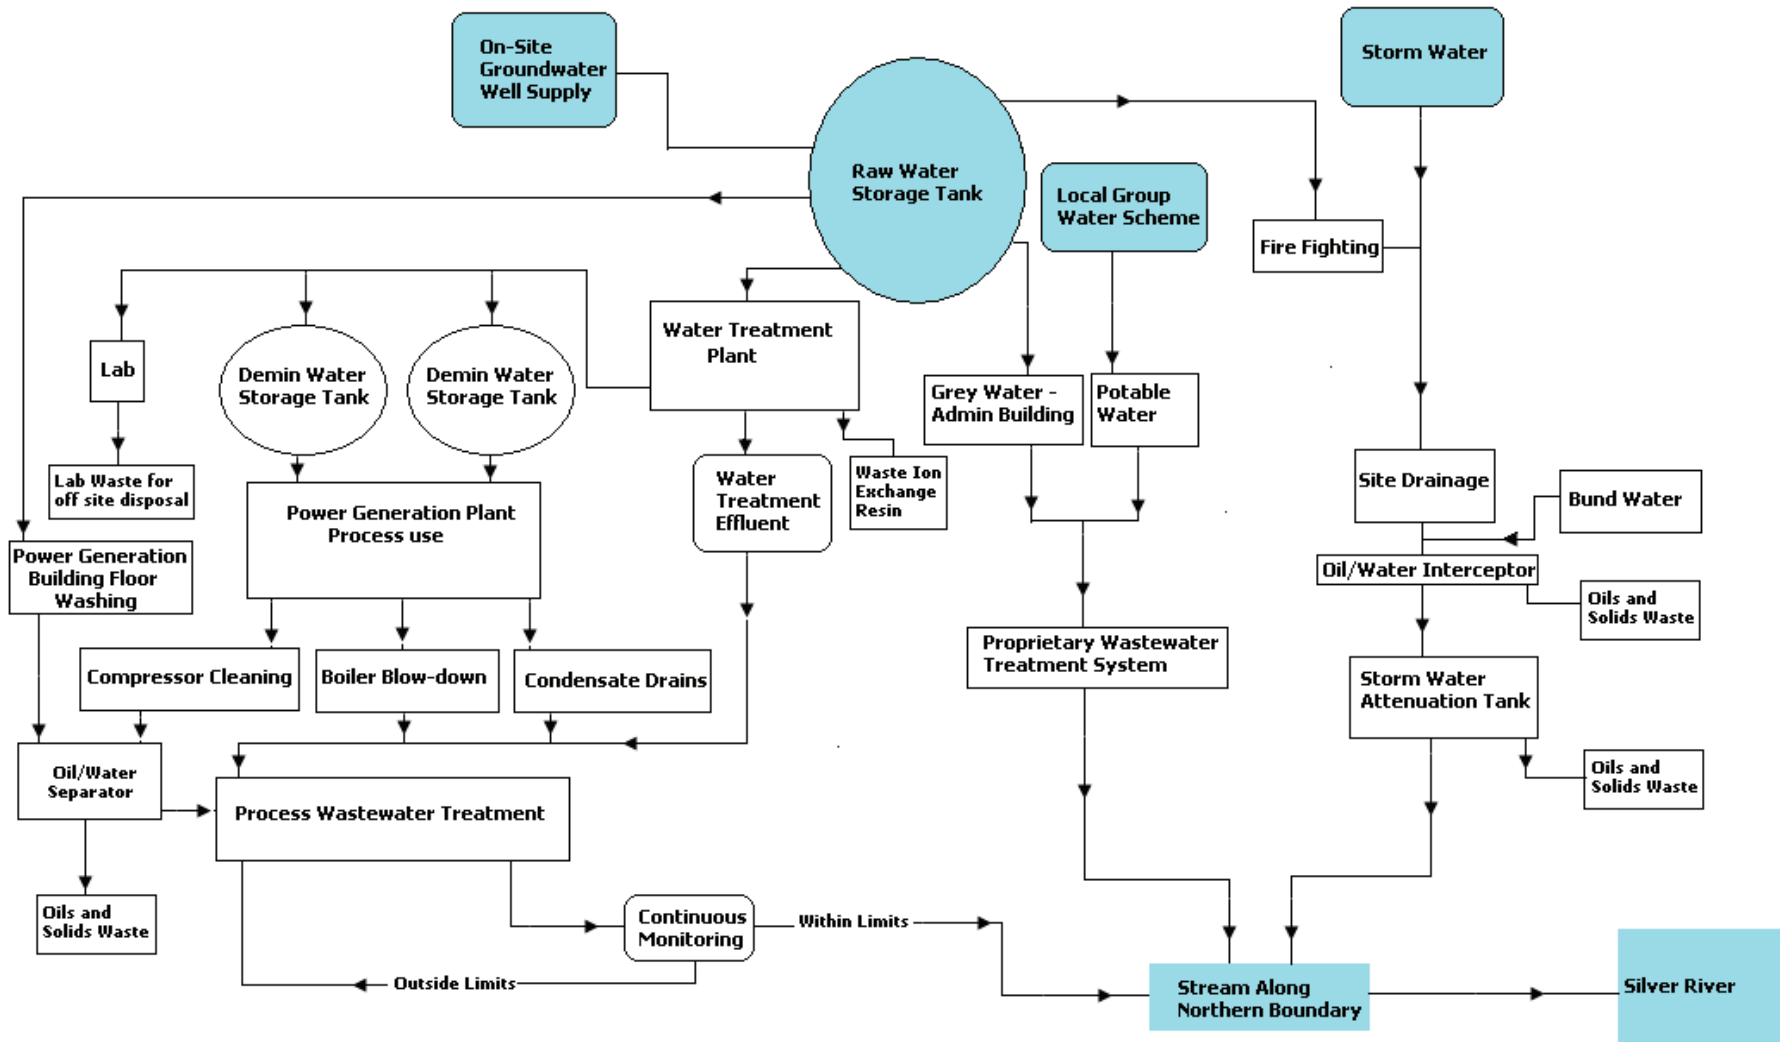 On-Site
Groundwater
Well Supply
Storm Water
Raw Water
Storage Tank
Local Group
Water Scheme
Fire Fighting
Water Treatment
Plant
Lab
Demin Water
Storage Tank
Demin Water
Storage Tank
Grey Water -
Admin Building
Potable
Water
Lab Waste for
off site disposal
Water
Treatment
Effluent
Waste Ion
Exchange
Resin
Site Drainage
Bund Water
Power Generation Plant
Process use
Power Generation
Building Floor
Washing
Oil/Water Interceptor
Oils and
Solids Waste
Compressor Cleaning
Boiler Blow-down
Condensate Drains
Proprietary Wastewater
Treatment System
Storm Water
Attenuation Tank
Oil/Water
Separator
Oils and
Solids Waste
Process Wastewater Treatment
Oils and
Solids Waste
Continuous
Monitoring
Within Limits
Outside Limits
Stream Along
Northern Boundary
Silver River